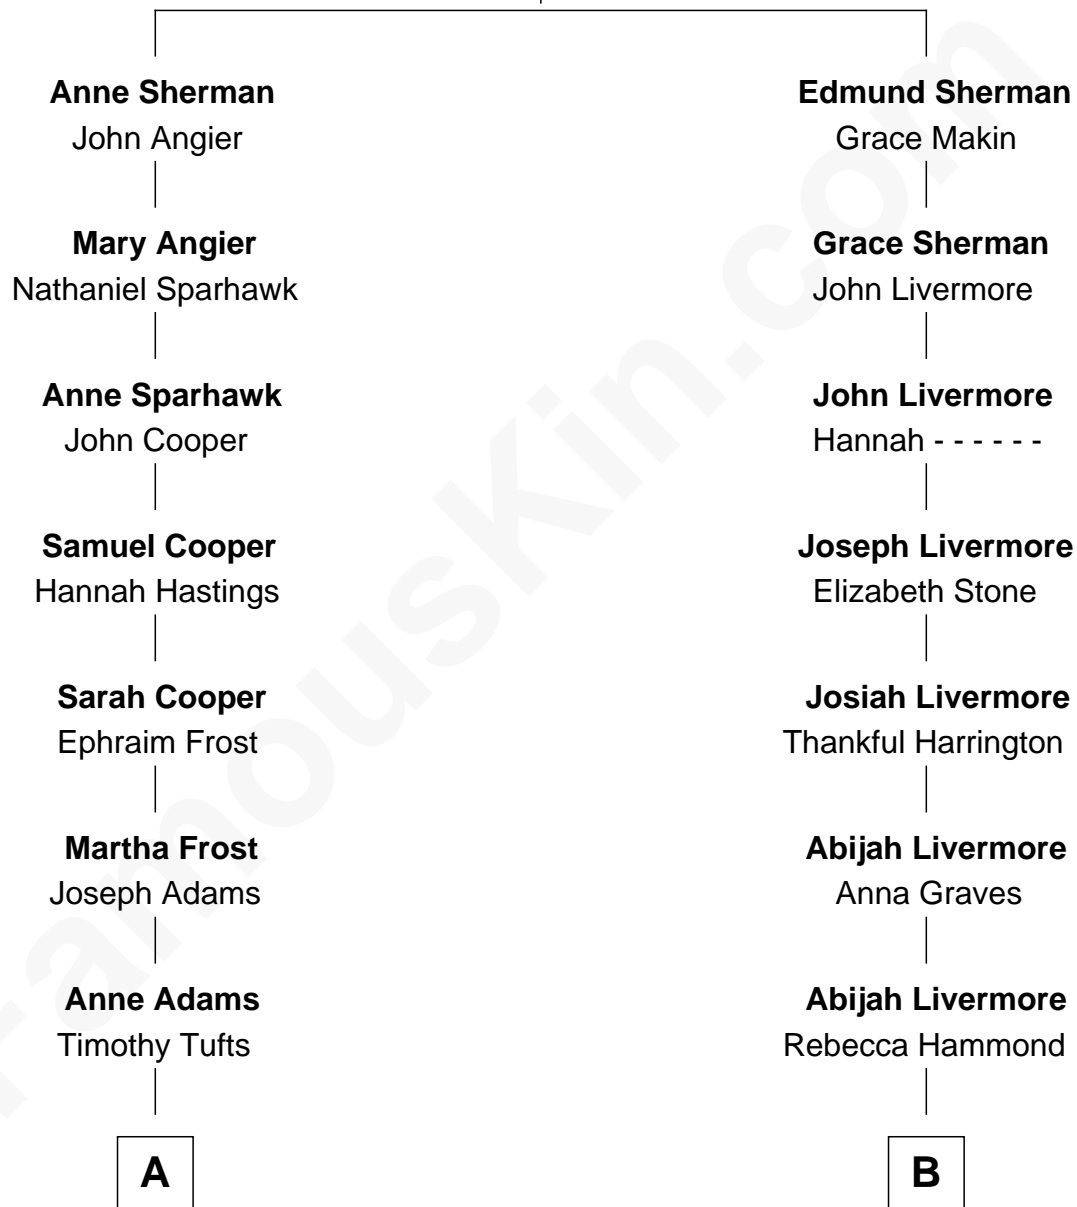 Anne Sherman
John Angier
Mary Angier
Nathaniel Sparhawk
Anne Sparhawk
John Cooper
Samuel Cooper
Hannah Hastings
Sarah Cooper
Ephraim Frost
Martha Frost
Joseph Adams
Anne Adams
Timothy Tufts
A
Edmund Sherman
Grace Makin
Grace Sherman
John Livermore
John Livermore
Hannah - - - - - -
Joseph Livermore
Elizabeth Stone
Josiah Livermore
Thankful Harrington
Abijah Livermore
Anna Graves
Abijah Livermore
Rebecca Hammond
B
FamousKin.com